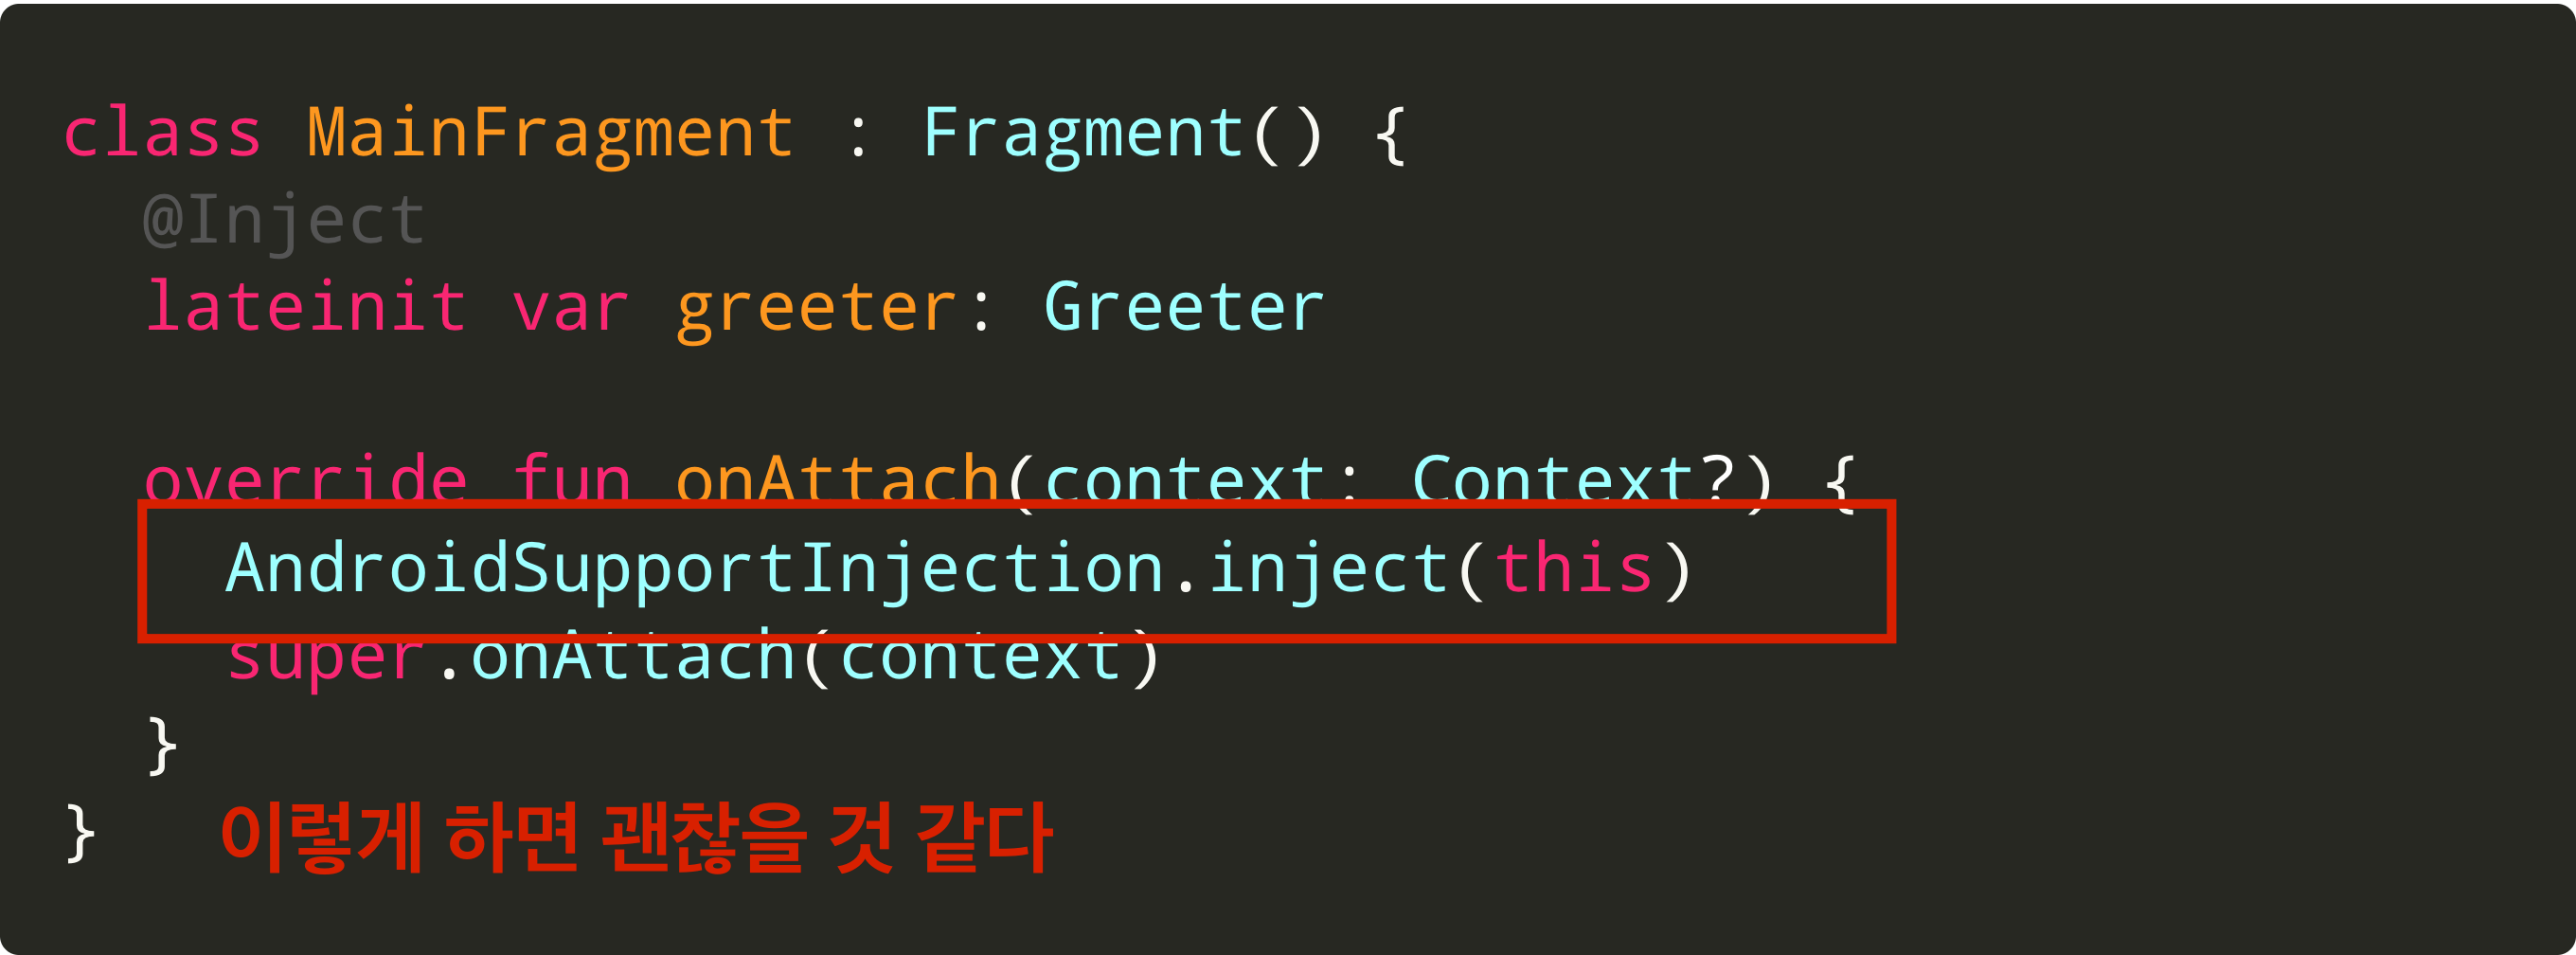 class MainFragment : Fragment() {
@Inject
lateinit var greeter: Greeter
override fun onAttach(context: Context?) {
AndroidSupportInjection.inject(this)
super.onAttach(context)
}
} 이렇게 하면 괜찮을 것 같다